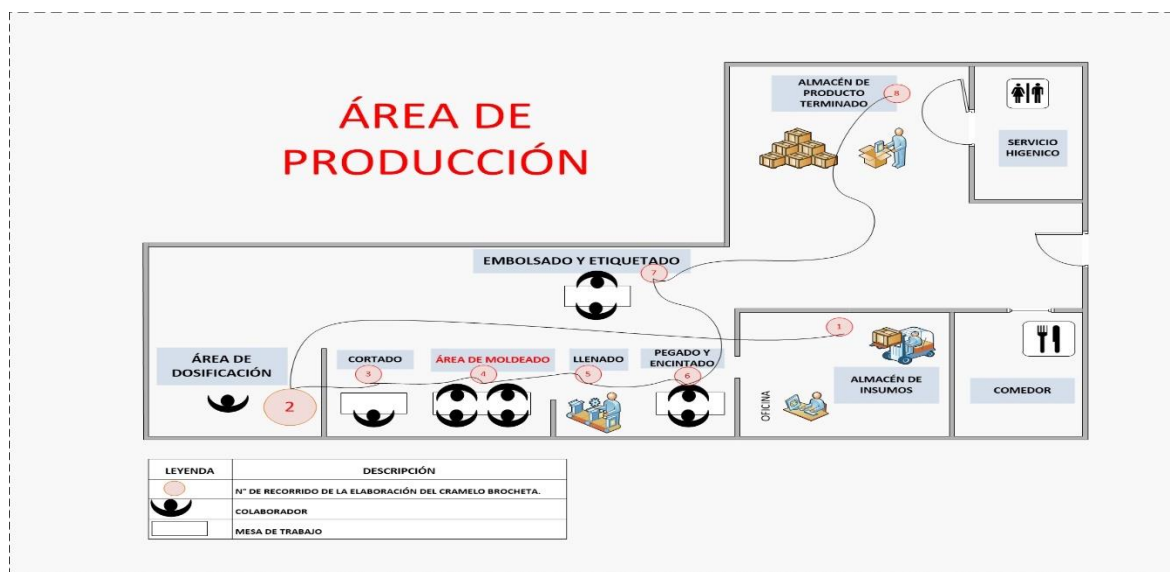 ÁREA DE
PRODUCCIÓN
ALMACÉN DE
PRODUCTO
TERMINADO
8
SERVICIO
HIGENICO
EMBOLSADO Y ETIQUETADO
7
1
ÁREA DE
DOSIFICACIÓN
2
CORTADO
3
ÁREA DE MOLDEADO
4
LLENADO
5
PEGADO Y
ENCINTADO
6
OFICINA
ALMACÉN DE
INSUMOS
COMEDOR
LEYENDA DESCRIPCIÓN
N° DE RECORRIDO DE LA ELABORACIÓN DEL CRAMELO BROCHETA.
COLABORADOR
MESA DE TRABAJO